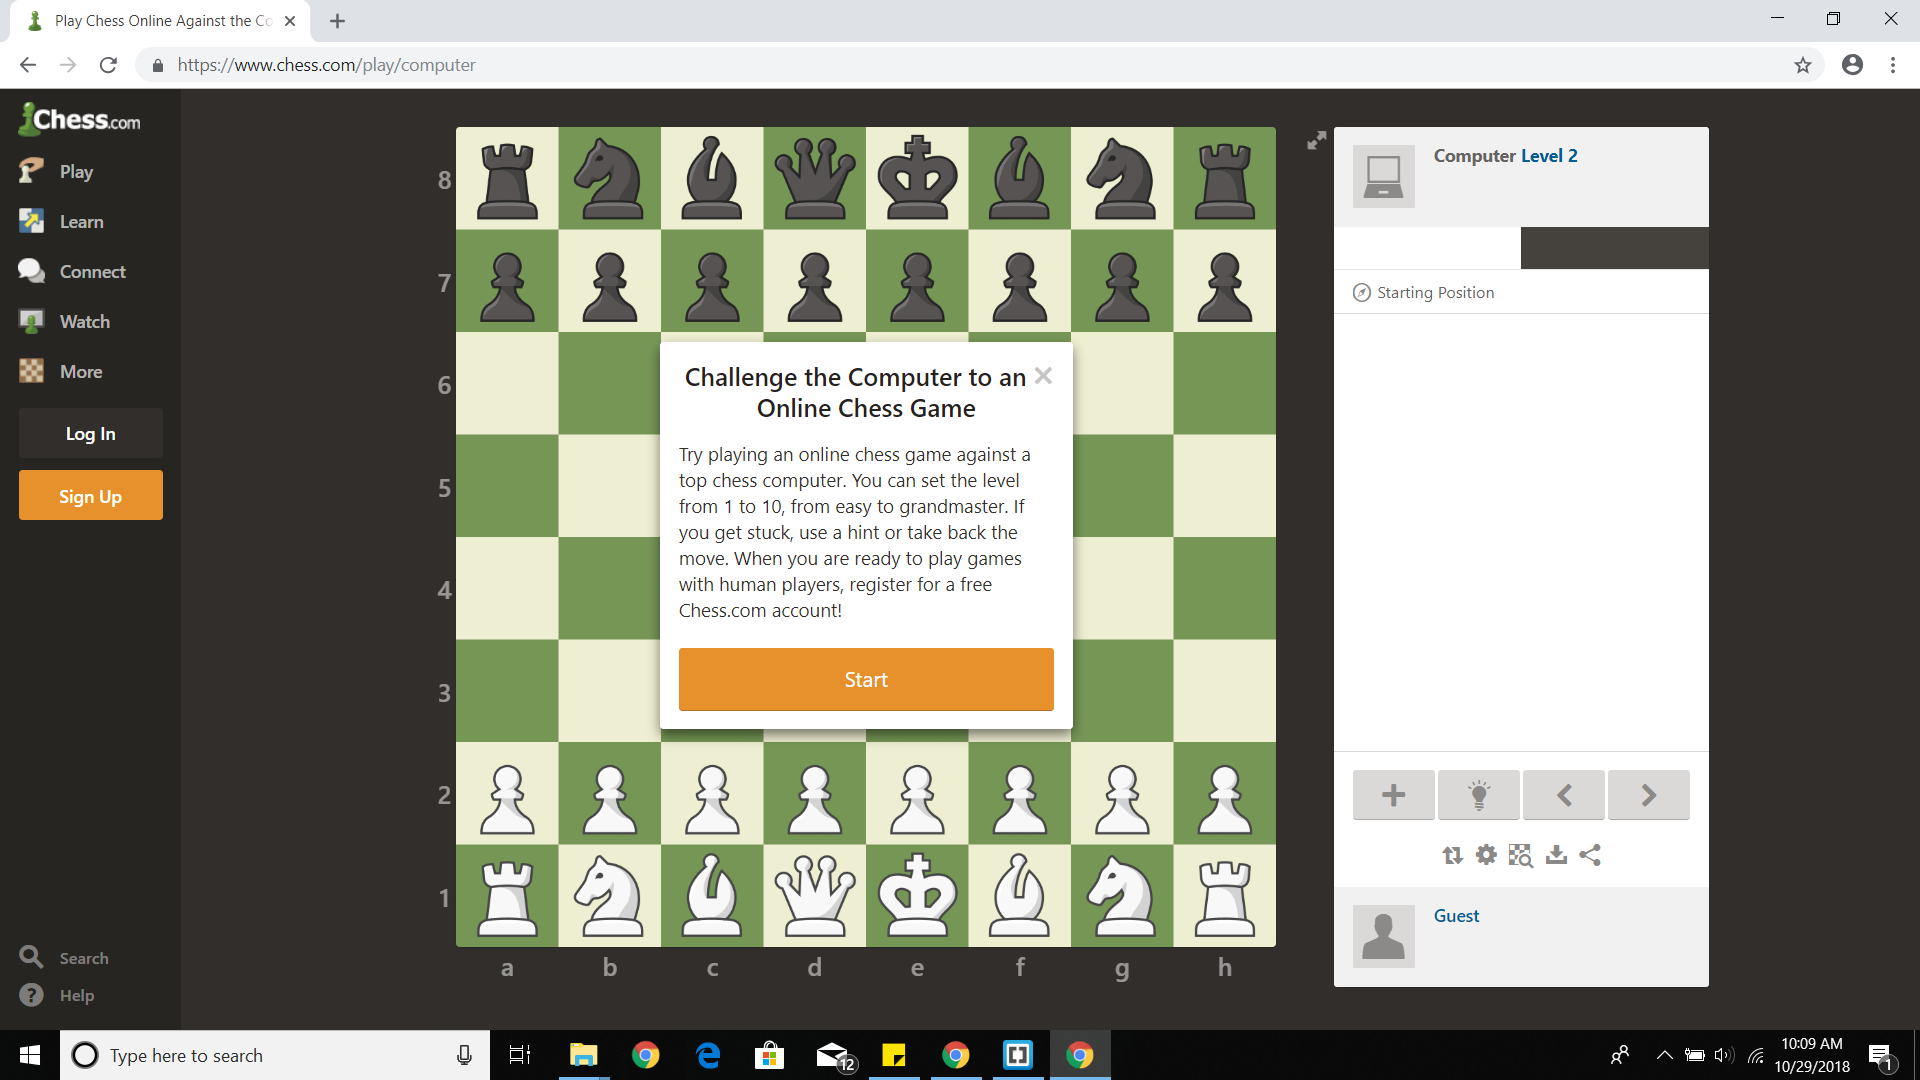 Play Chess Online Against the Co
https://www.chess.com/play/computer
Chess.com
Play
Learn
Connect
Watch
More
Log In
Sign Up
Search
Help
8
7
6
5
4
3
2
1
a b c d e f g h
Challenge the Computer to an
Online Chess Game
Try playing an online chess game against a
top chess computer. You can set the level
from 1 to 10, from easy to grandmaster. If
you get stuck, use a hint or take back the
move. When you are ready to play games
with human players, register for a free
Chess.com account!
Start
Computer Level 2
Starting Position
Guest
Type here to search
12
10:09 AM
10/29/2018
1